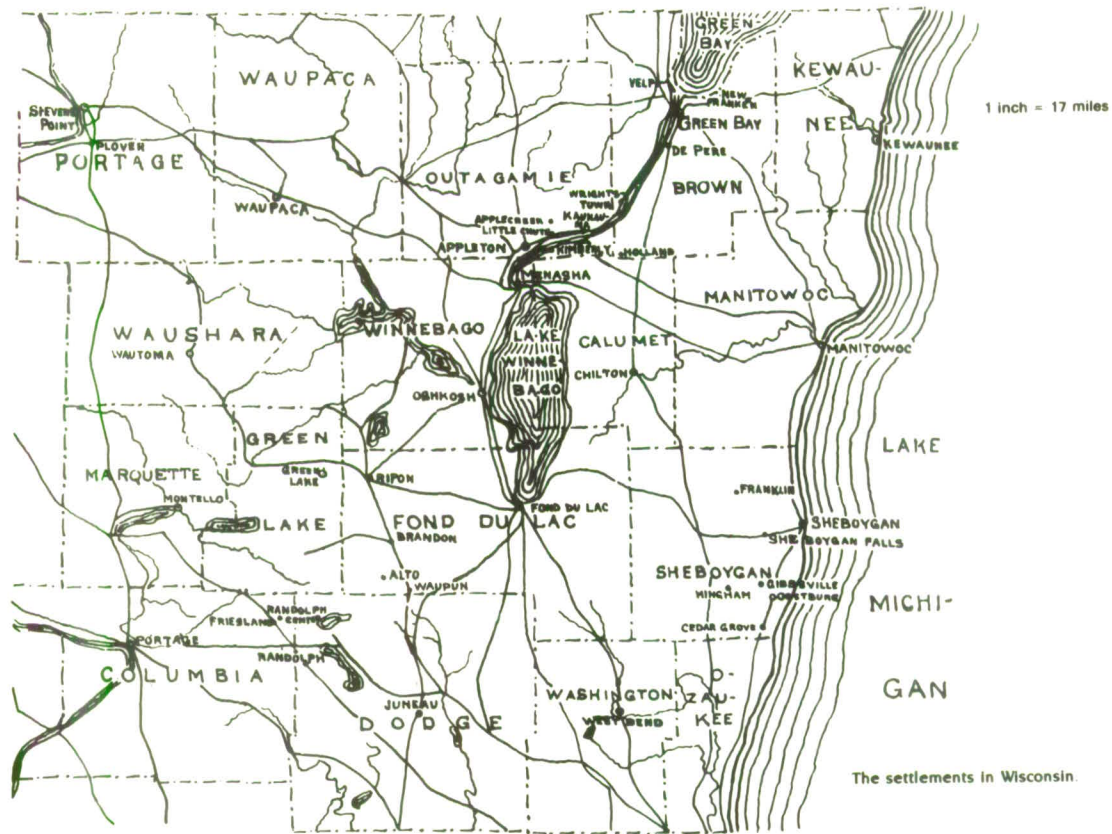 GREEN-
BAY
KEWAU-
NEE
WAUPACA
VELP
NEW
FRANKEN
1 inch = 17 miles
STEVENS
POINT
GREEN BAY
PLOVER
PORTAGE
KEWAUNEE
DE PERE
OUTAGAMIE
BROWN
WAUPACA
WRIGHTS-
TOWN
APPLECREEK
KAUKAU-
NA
LITTLE CHUTE
APPLETON
KIMBERLY
HOLLAND
MENASHA
MANITOWOC
WINNEBAGO
WAUSHARA
LAKE
WINNE-
BAGO
CALUMET
WAUTOMA
MANITOWOC
CHILTON
OSHKOSH
GREEN
LAKE
MARQUETTE
GREEN
LAKE
RIPON
MONTELLO
FRANKLIN
FOND DU LAC
LAKE
FOND DU LAC
SHEBOYGAN
BRANDON
SHEBOYGAN FALLS
ALTO
WAUPUN
SHEBOYGAN
HINGHAM
GIBBSVILLE
OOSTBURG
MICHI-
RANDOLPH
CENTER
FRIESLAND
CEDAR GROVE
PORTAGE
RANDOLPH
COLUMBIA
O-
ZAU-
KEE
GAN
WASHINGTON
JUNEAU
DODGE
WEST BEND
The settlements in Wisconsin.